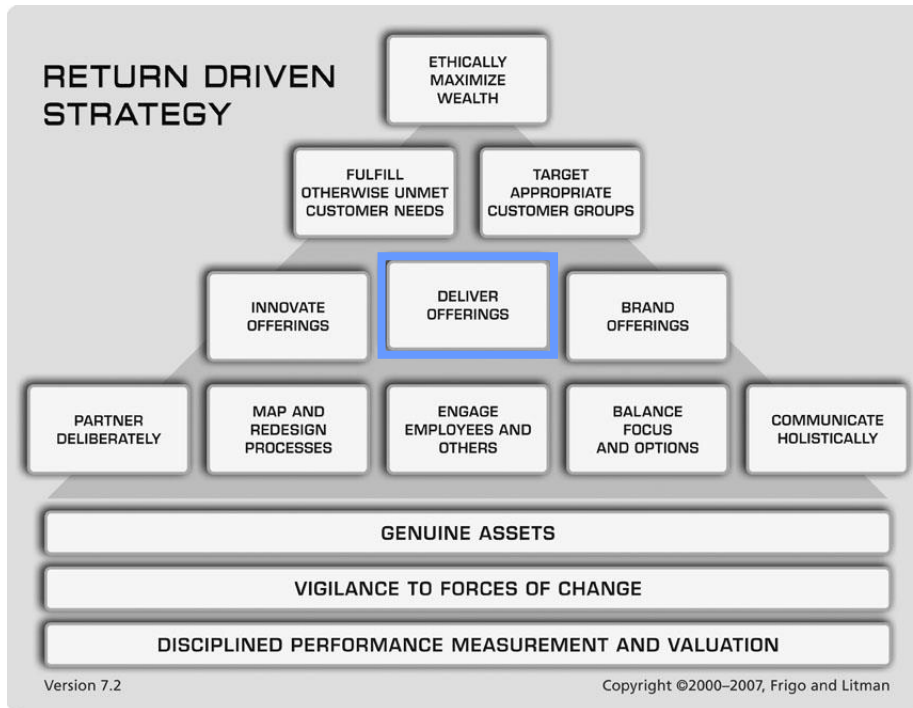 RETURN DRIVEN
STRATEGY
ETHICALLY
MAXIMIZE
WEALTH
FULFILL
OTHERWISE UNMET
CUSTOMER NEEDS
TARGET
APPROPRIATE
CUSTOMER GROUPS
INNOVATE
OFFERINGS
DELIVER
OFFERINGS
BRAND
OFFERINGS
PARTNER
DELIBERATELY
MAP AND
REDESIGN
PROCESSES
ENGAGE
EMPLOYEES AND
OTHERS
BALANCE
FOCUS
AND OPTIONS
COMMUNICATE
HOLISTICALLY
GENUINE ASSETS
VIGILANCE TO FORCES OF CHANGE
DISCIPLINED PERFORMANCE MEASUREMENT AND VALUATION
Version 7.2
Copyright ©2000–2007, Frigo and Litman